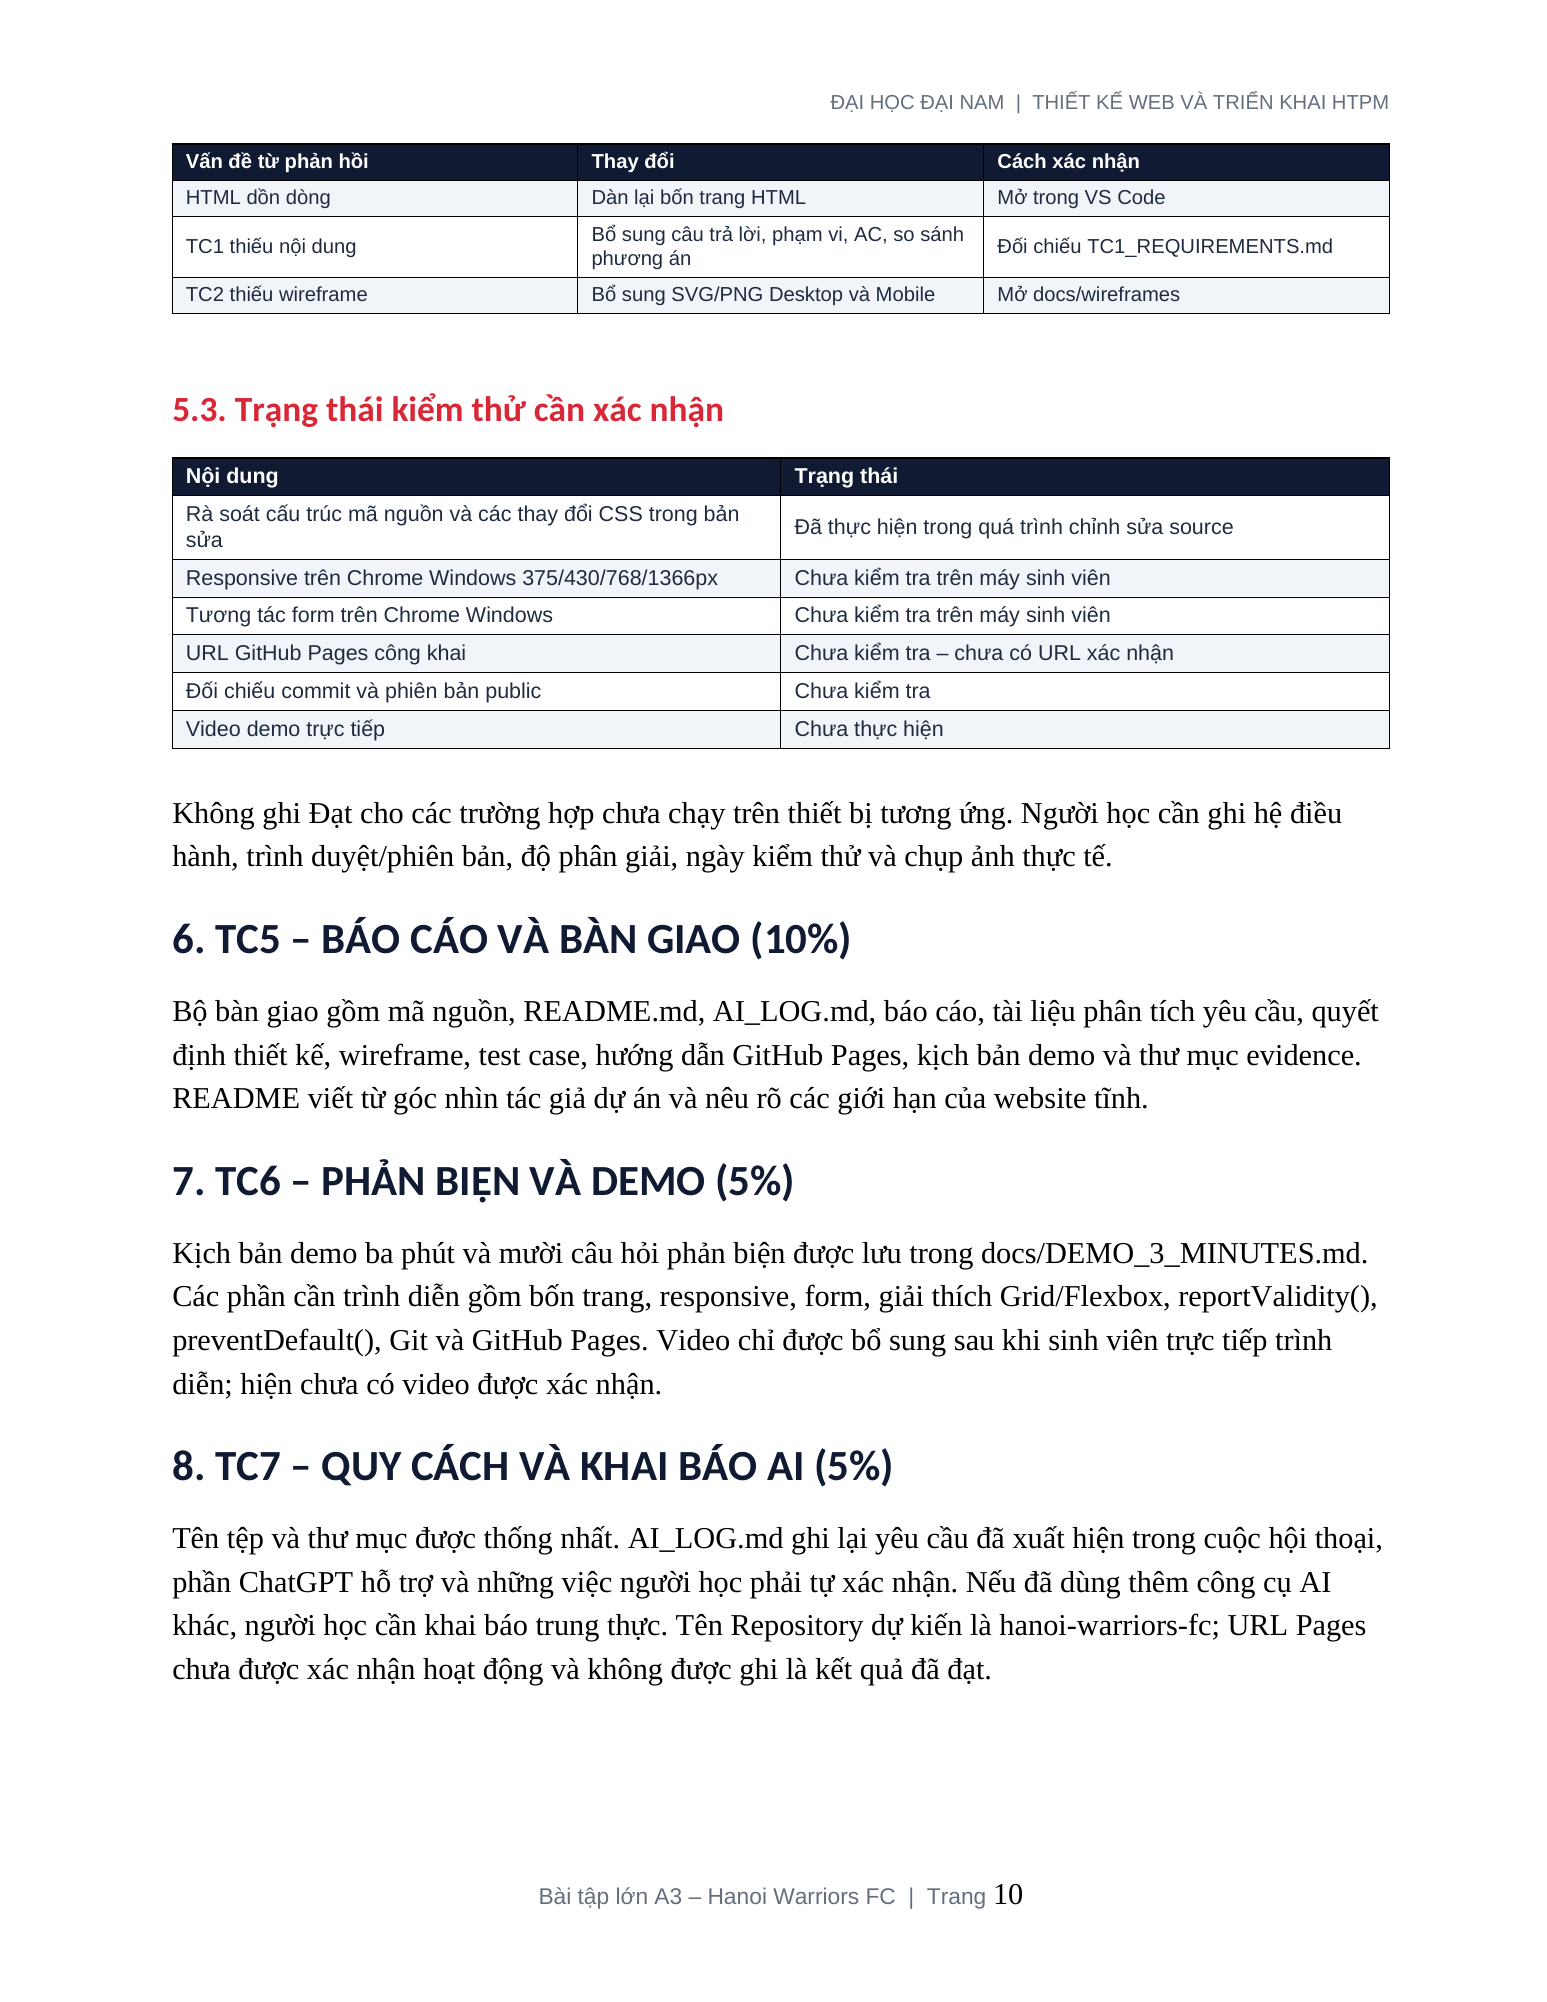 ĐẠI HỌC ĐẠI NAM | THIẾT KẾ WEB VÀ TRIỂN KHAI HTPM
Vấn đề từ phản hồi Thay đổi Cách xác nhận
HTML dồn dòng Dàn lại bốn trang HTML Mở trong VS Code
TC1 thiếu nội dung Bổ sung câu trả lời, phạm vi, AC, so sánh phương án Đối chiếu TC1_REQUIREMENTS.md
TC2 thiếu wireframe Bổ sung SVG/PNG Desktop và Mobile Mở docs/wireframes
5.3. Trạng thái kiểm thử cần xác nhận
Nội dung Trạng thái
Rà soát cấu trúc mã nguồn và các thay đổi CSS trong bản sửa Đã thực hiện trong quá trình chỉnh sửa source
Responsive trên Chrome Windows 375/430/768/1366px Chưa kiểm tra trên máy sinh viên
Tương tác form trên Chrome Windows Chưa kiểm tra trên máy sinh viên
URL GitHub Pages công khai Chưa kiểm tra – chưa có URL xác nhận
Đối chiếu commit và phiên bản public Chưa kiểm tra
Video demo trực tiếp Chưa thực hiện
Không ghi Đạt cho các trường hợp chưa chạy trên thiết bị tương ứng. Người học cần ghi hệ điều
hành, trình duyệt/phiên bản, độ phân giải, ngày kiểm thử và chụp ảnh thực tế.
6. TC5 – BÁO CÁO VÀ BÀN GIAO (10%)
Bộ bàn giao gồm mã nguồn, README.md, AI_LOG.md, báo cáo, tài liệu phân tích yêu cầu, quyết
định thiết kế, wireframe, test case, hướng dẫn GitHub Pages, kịch bản demo và thư mục evidence.
README viết từ góc nhìn tác giả dự án và nêu rõ các giới hạn của website tĩnh.
7. TC6 – PHẢN BIỆN VÀ DEMO (5%)
Kịch bản demo ba phút và mười câu hỏi phản biện được lưu trong docs/DEMO_3_MINUTES.md.
Các phần cần trình diễn gồm bốn trang, responsive, form, giải thích Grid/Flexbox, reportValidity(),
preventDefault(), Git và GitHub Pages. Video chỉ được bổ sung sau khi sinh viên trực tiếp trình
diễn; hiện chưa có video được xác nhận.
8. TC7 – QUY CÁCH VÀ KHAI BÁO AI (5%)
Tên tệp và thư mục được thống nhất. AI_LOG.md ghi lại yêu cầu đã xuất hiện trong cuộc hội thoại,
phần ChatGPT hỗ trợ và những việc người học phải tự xác nhận. Nếu đã dùng thêm công cụ AI
khác, người học cần khai báo trung thực. Tên Repository dự kiến là hanoi-warriors-fc; URL Pages
chưa được xác nhận hoạt động và không được ghi là kết quả đã đạt.
Bài tập lớn A3 – Hanoi Warriors FC | Trang 10